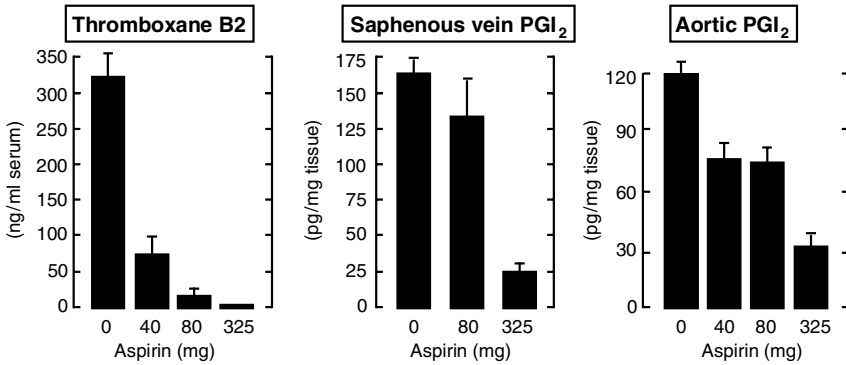 Thromboxane B2
350
300
250
200
150
100
50
0
(ng/ml serum)
0 40 80 325
Aspirin (mg)
Saphenous vein PGI₂
175
150
125
100
75
50
25
0
(pg/mg tissue)
0 80 325
Aspirin (mg)
Aortic PGI₂
120
90
60
30
0
(pg/mg tissue)
0 40 80 325
Aspirin (mg)